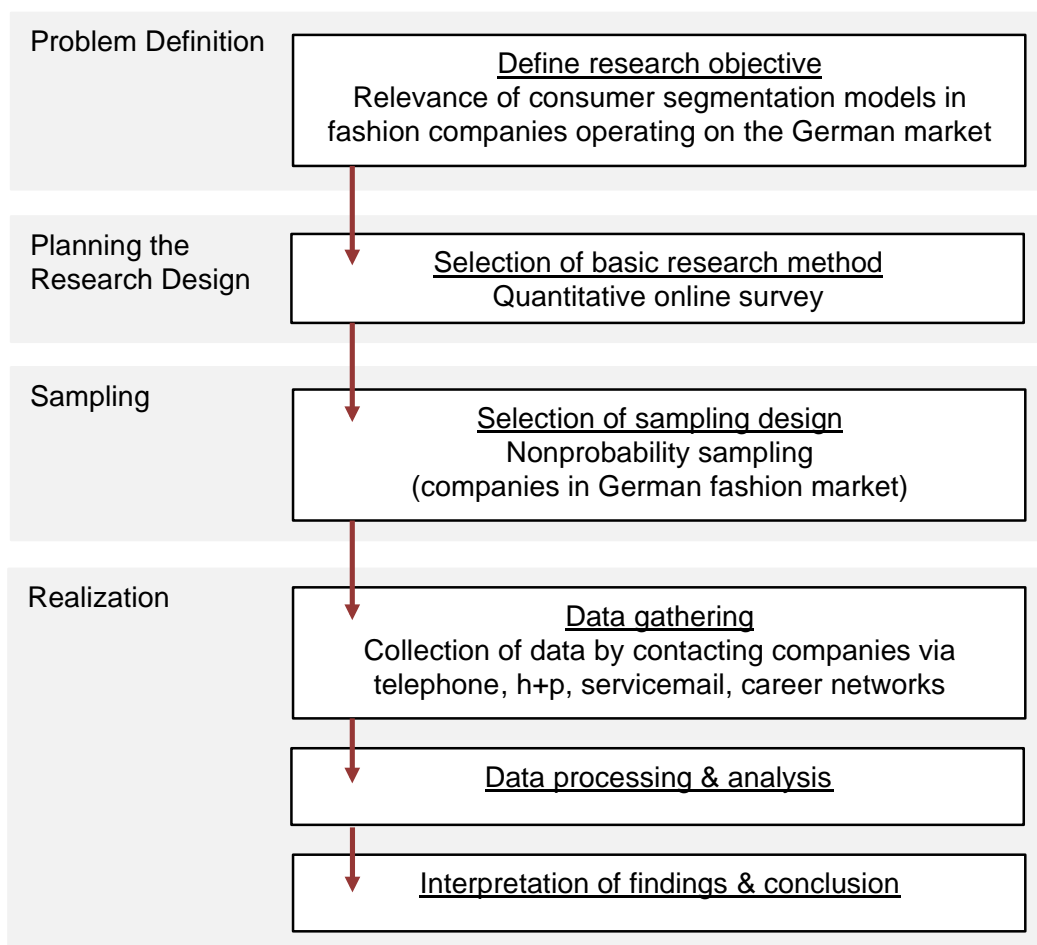 Problem Definition
Define research objective
Relevance of consumer segmentation models in
fashion companies operating on the German market
Planning the
Research Design
Selection of basic research method
Quantitative online survey
Sampling
Selection of sampling design
Nonprobability sampling
(companies in German fashion market)
Realization
Data gathering
Collection of data by contacting companies via
telephone, h+p, servicemail, career networks
Data processing & analysis
Interpretation of findings & conclusion